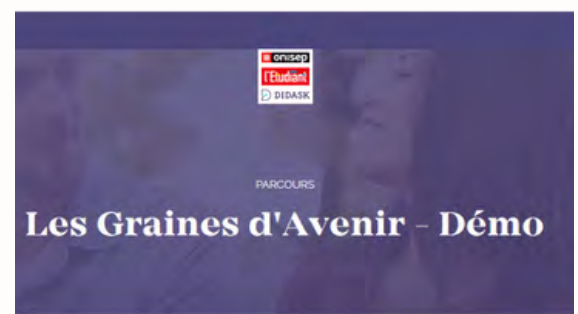 onisep
l'Etudiant
DIDASK
PARCOURS
Les Graines d'Avenir - Démo